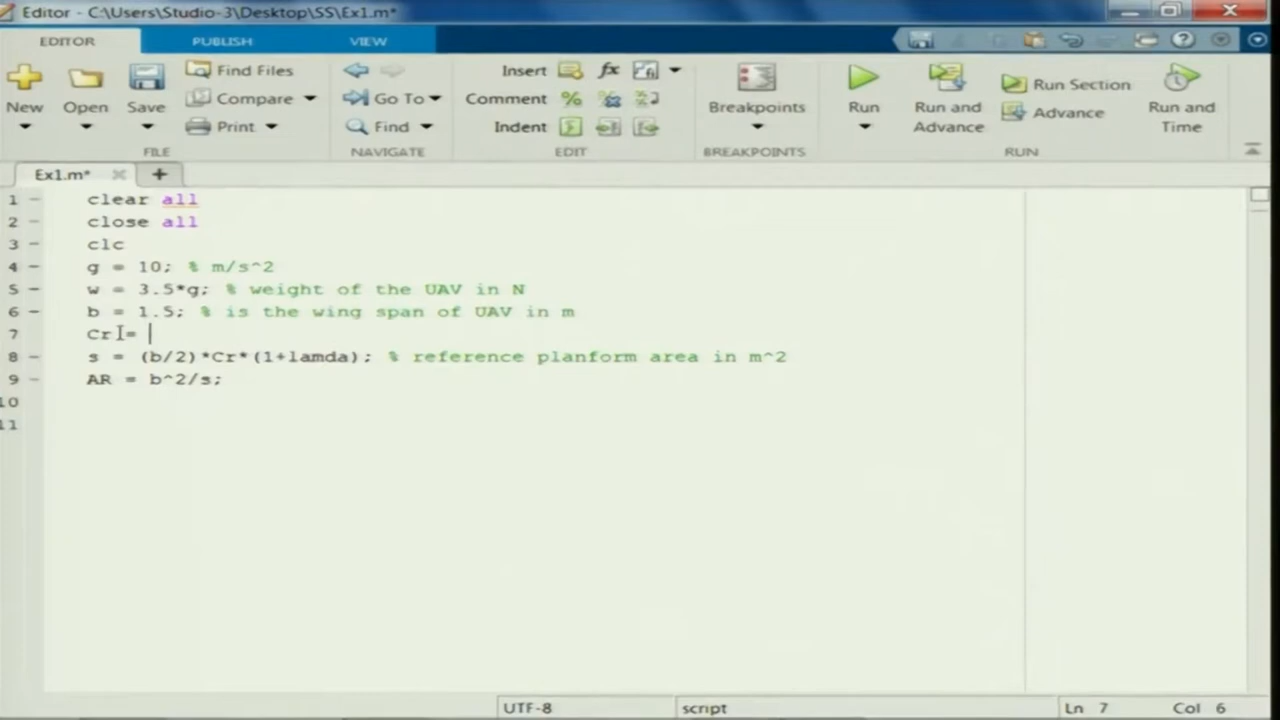 Editor - C:\Users\Studio-3\Desktop\SS\Ex1.m*
EDITOR PUBLISH VIEW
New Open Save Find Files Compare Print FILE
Go To Find NAVIGATE
Insert fx Comment Indent EDIT
Breakpoints BREAKPOINTS
Run Run and Advance Run Section Advance Run and Time RUN
Ex1.m*
1 clear all
2 close all
3 clc
4 g = 10; % m/s^2
5 w = 3.5*g; % weight of the UAV in N
6 b = 1.5; % is the wing span of UAV in m
7 Cr =
8 s = (b/2)*Cr*(1+lamda); % reference planform area in m^2
9 AR = b^2/s;
10
11
UTF-8 script Ln 7 Col 6